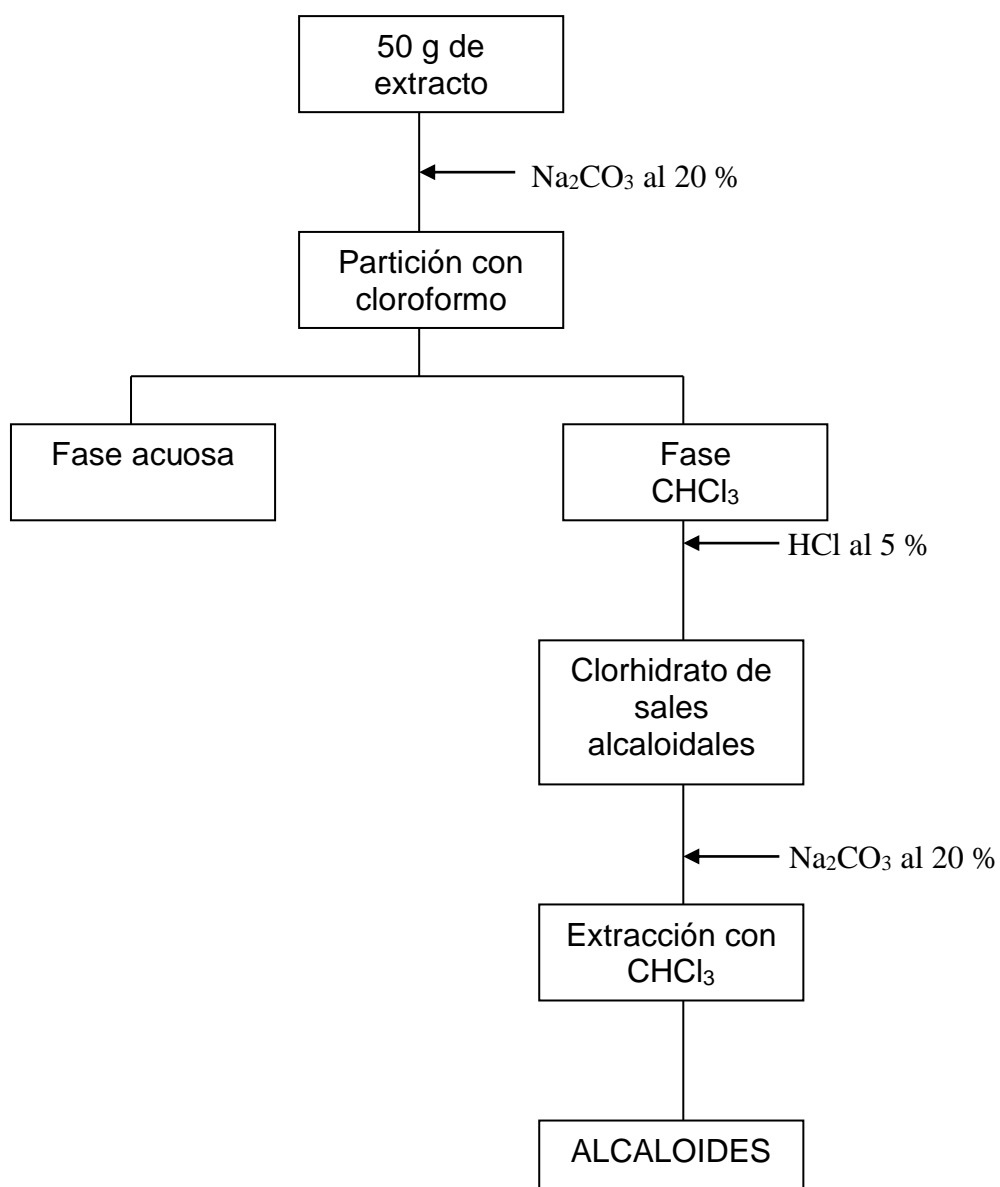 50 g de
extracto
Na₂CO₃ al 20 %
Partición con
cloroformo
Fase acuosa
Fase
CHCl₃
HCl al 5 %
Clorhidrato de
sales
alcaloidales
Na₂CO₃ al 20 %
Extracción con
CHCl₃
ALCALOIDES